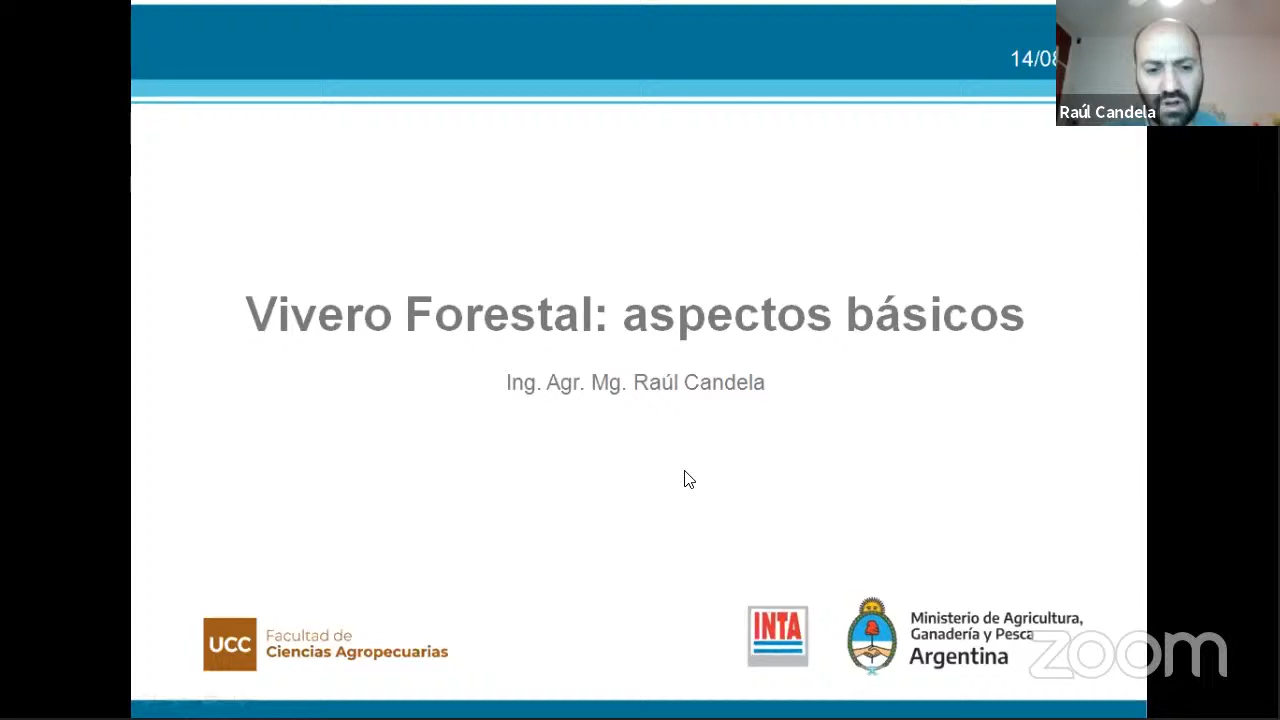 14/08
Raúl Candela
Vivero Forestal: aspectos básicos
Ing. Agr. Mg. Raúl Candela
UCC
Facultad de
Ciencias Agropecuarias
INTA
Ministerio de Agricultura,
Ganadería y Pesca
Argentina
zoom